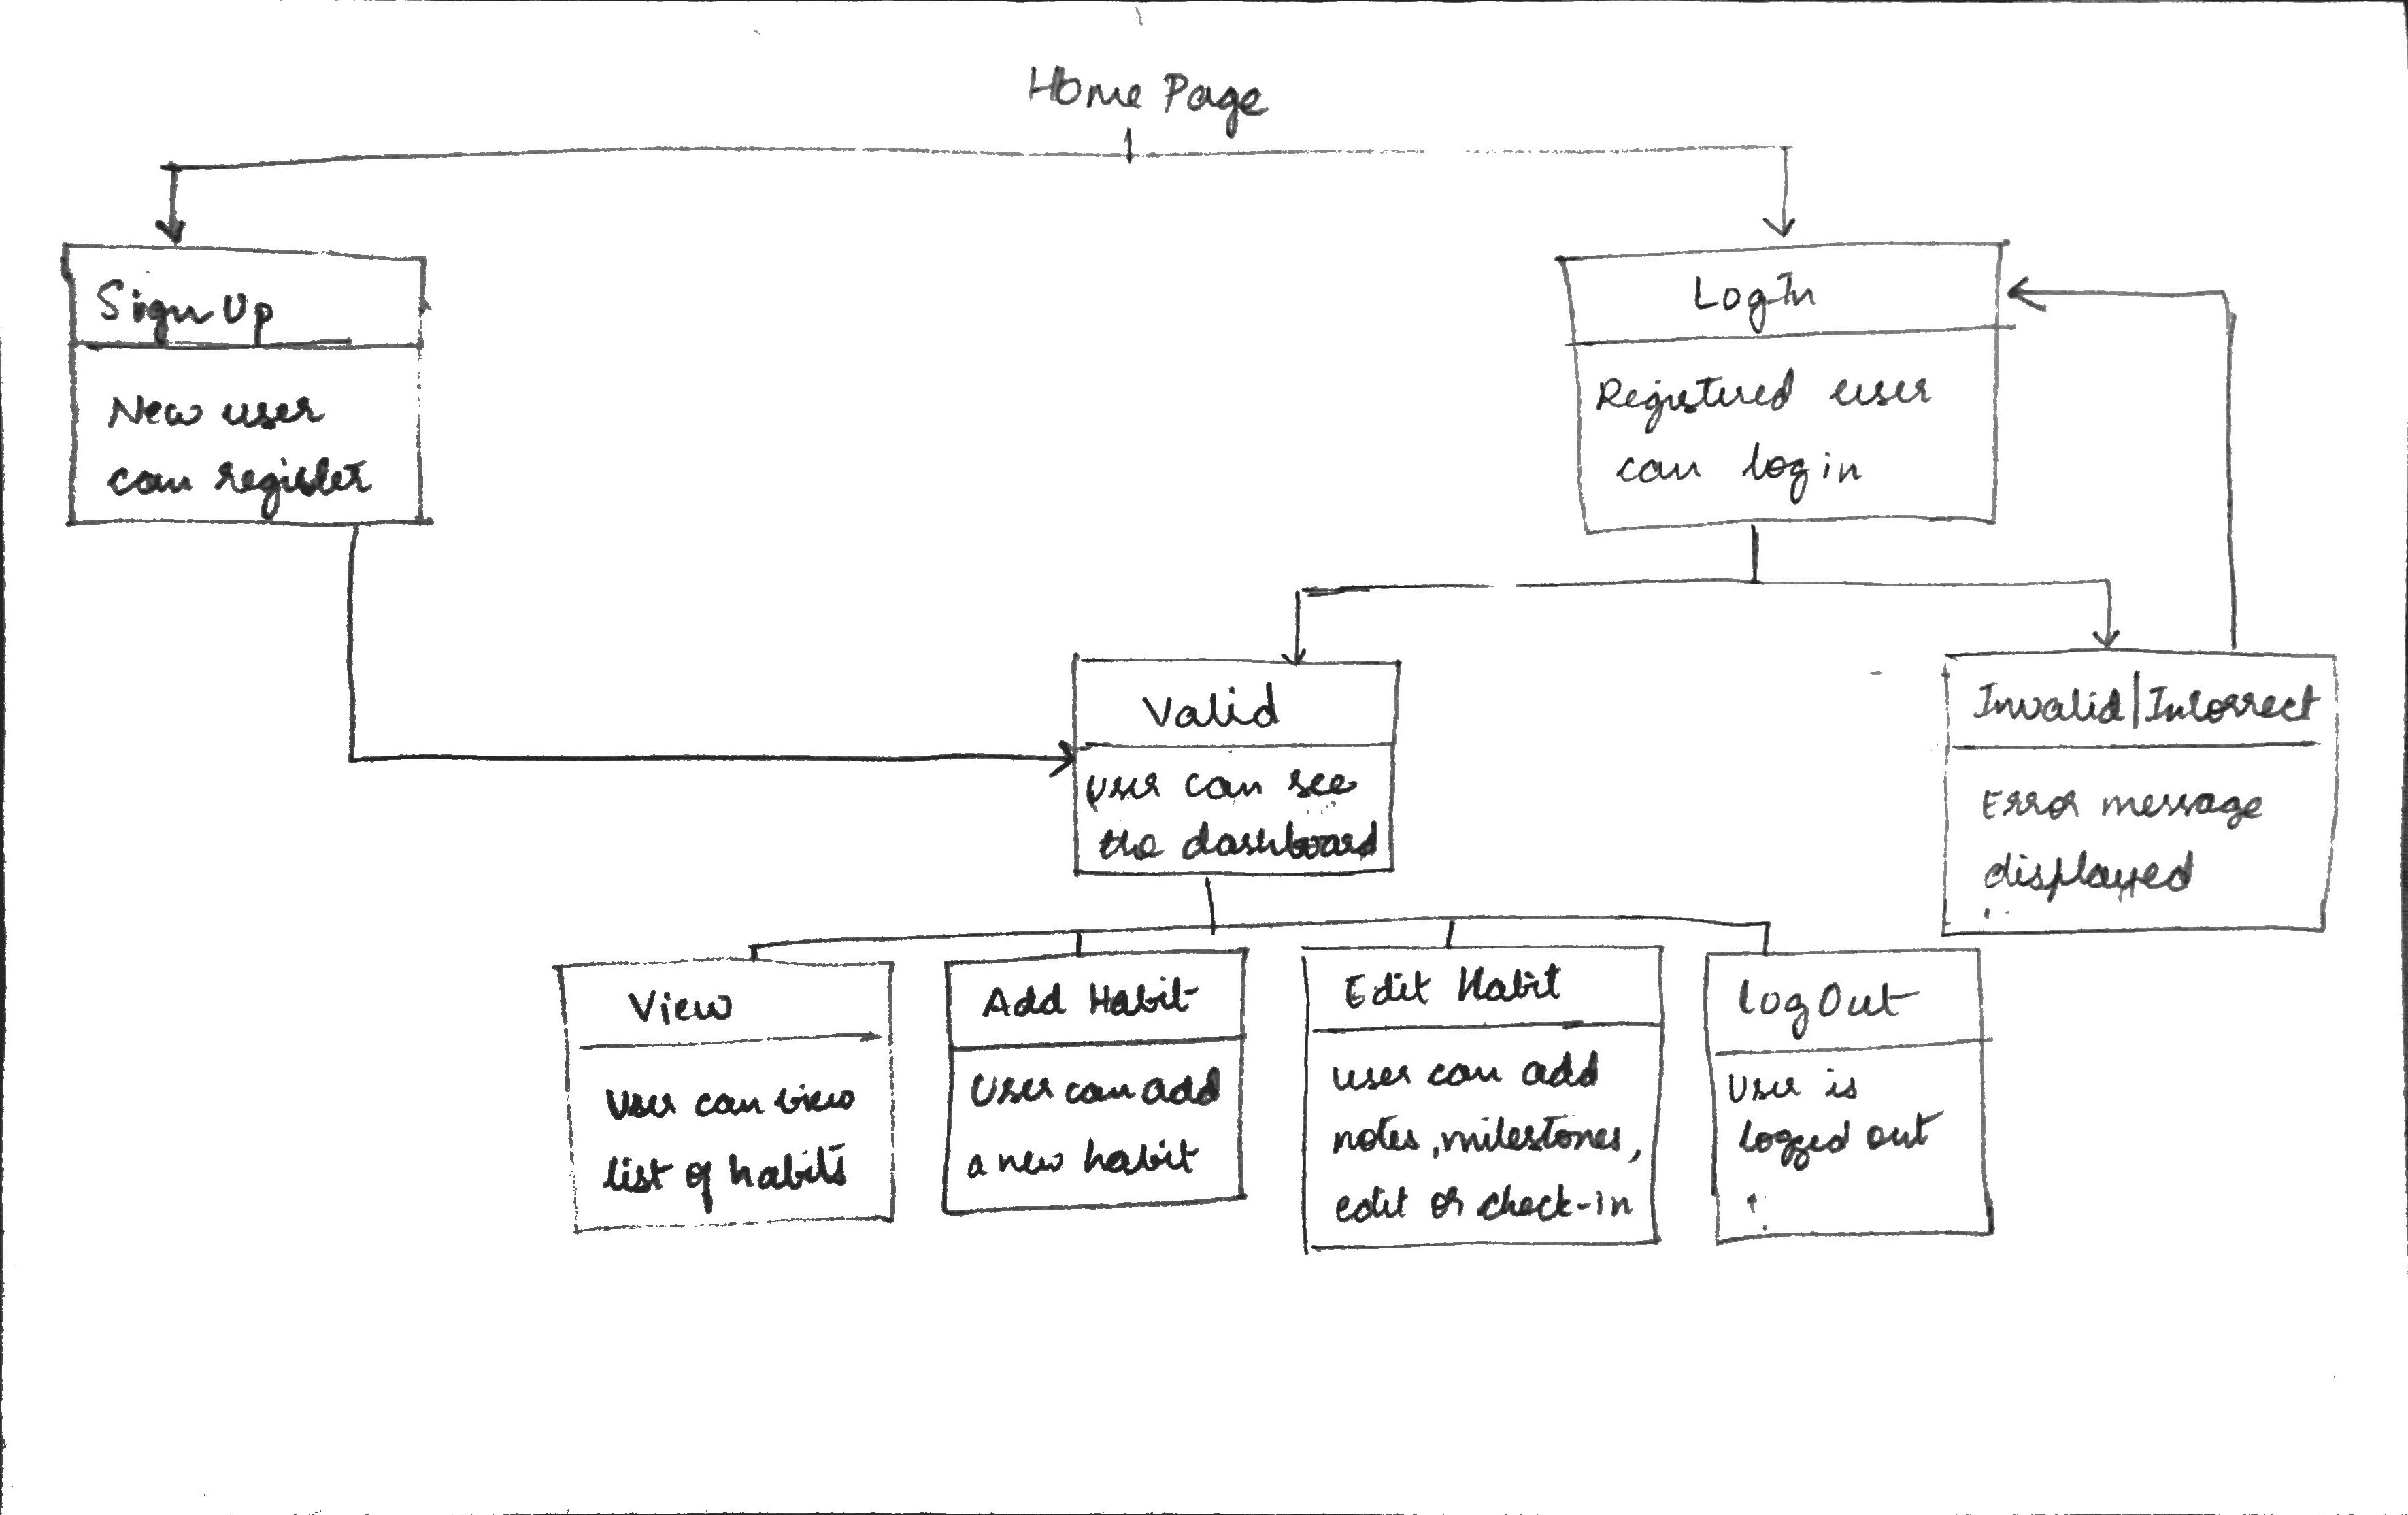 Home Page
Sign Up
New user
can register
LogIn
Registered user
can log in
Valid
User can see
the dashboard
Invalid/Incorrect
Error message
displayed
View
User can view
list of habits
Add Habit
User can add
a new habit
Edit Habit
user can add
notes, milestones,
edit or check-in
LogOut
User is
logged out